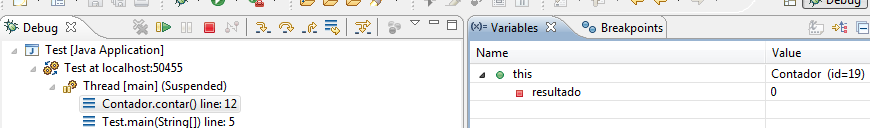 Debug
Debug
Test [Java Application]
Test at localhost:50455
Thread [main] (Suspended)
Contador.contar() line: 12
Test.main(String[]) line: 5
(x)= Variables
Breakpoints
Name Value
this Contador (id=19)
resultado 0